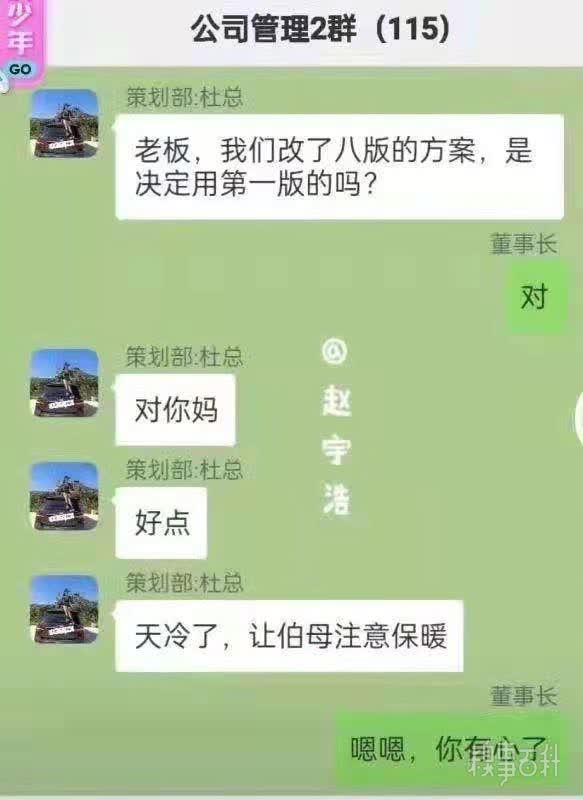 少年
GO
公司管理2群（115）
策划部:杜总
老板，我们改了八版的方案，是
决定用第一版的吗？
董事长
对
策划部:杜总
对你妈
@赵宇浩
策划部:杜总
好点
策划部:杜总
天冷了，让伯母注意保暖
董事长
嗯嗯，你有心了
糗事百科